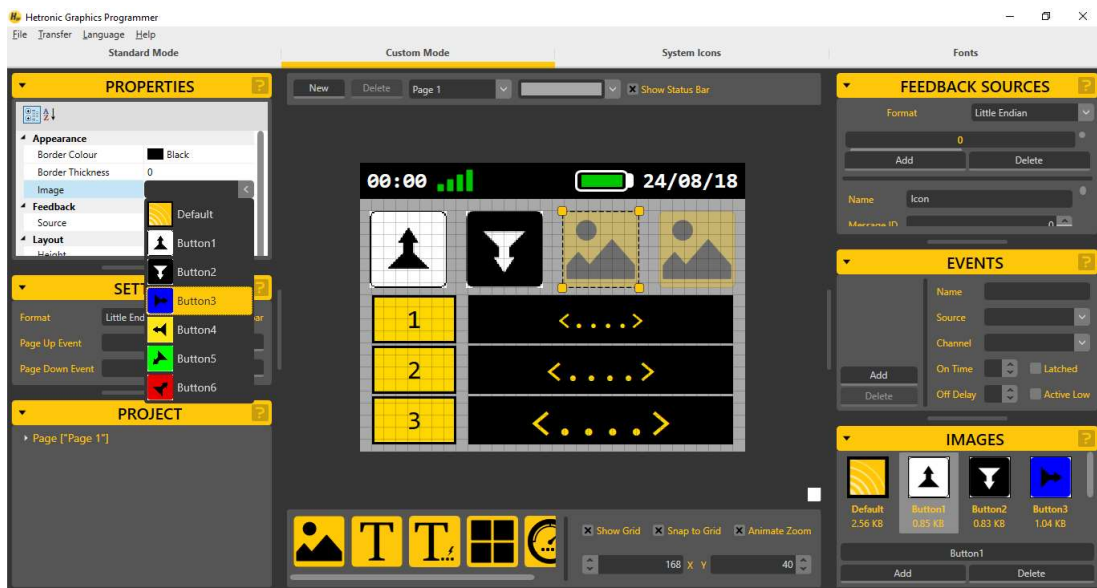 Hetronic Graphics Programmer
File Transfer Language Help
Standard Mode Custom Mode System Icons Fonts
PROPERTIES ?
Appearance
Border Colour Black
Border Thickness 0
Image
Feedback
Source
Layout
Height
Default
Button1
Button2
Button3
Button4
Button5
Button6
SETT ?
Format Little End ar
Page Up Event
Page Down Event
PROJECT ?
Page ["Page 1"]
New Delete Page 1 Show Status Bar
00:00 24/08/18
1 <....>
2 <....>
3 <....>
T T
Show Grid Snap to Grid Animate Zoom
168 X Y 40
FEEDBACK SOURCES ?
Format Little Endian
0
Add Delete
Name Icon
Message ID 0
EVENTS ?
Name
Source
Channel
On Time Latched
Off Delay Active Low
Add
Delete
IMAGES ?
Default Button1 Button2 Button3
2.56 KB 0.85 KB 0.83 KB 1.04 KB
Button1
Add Delete